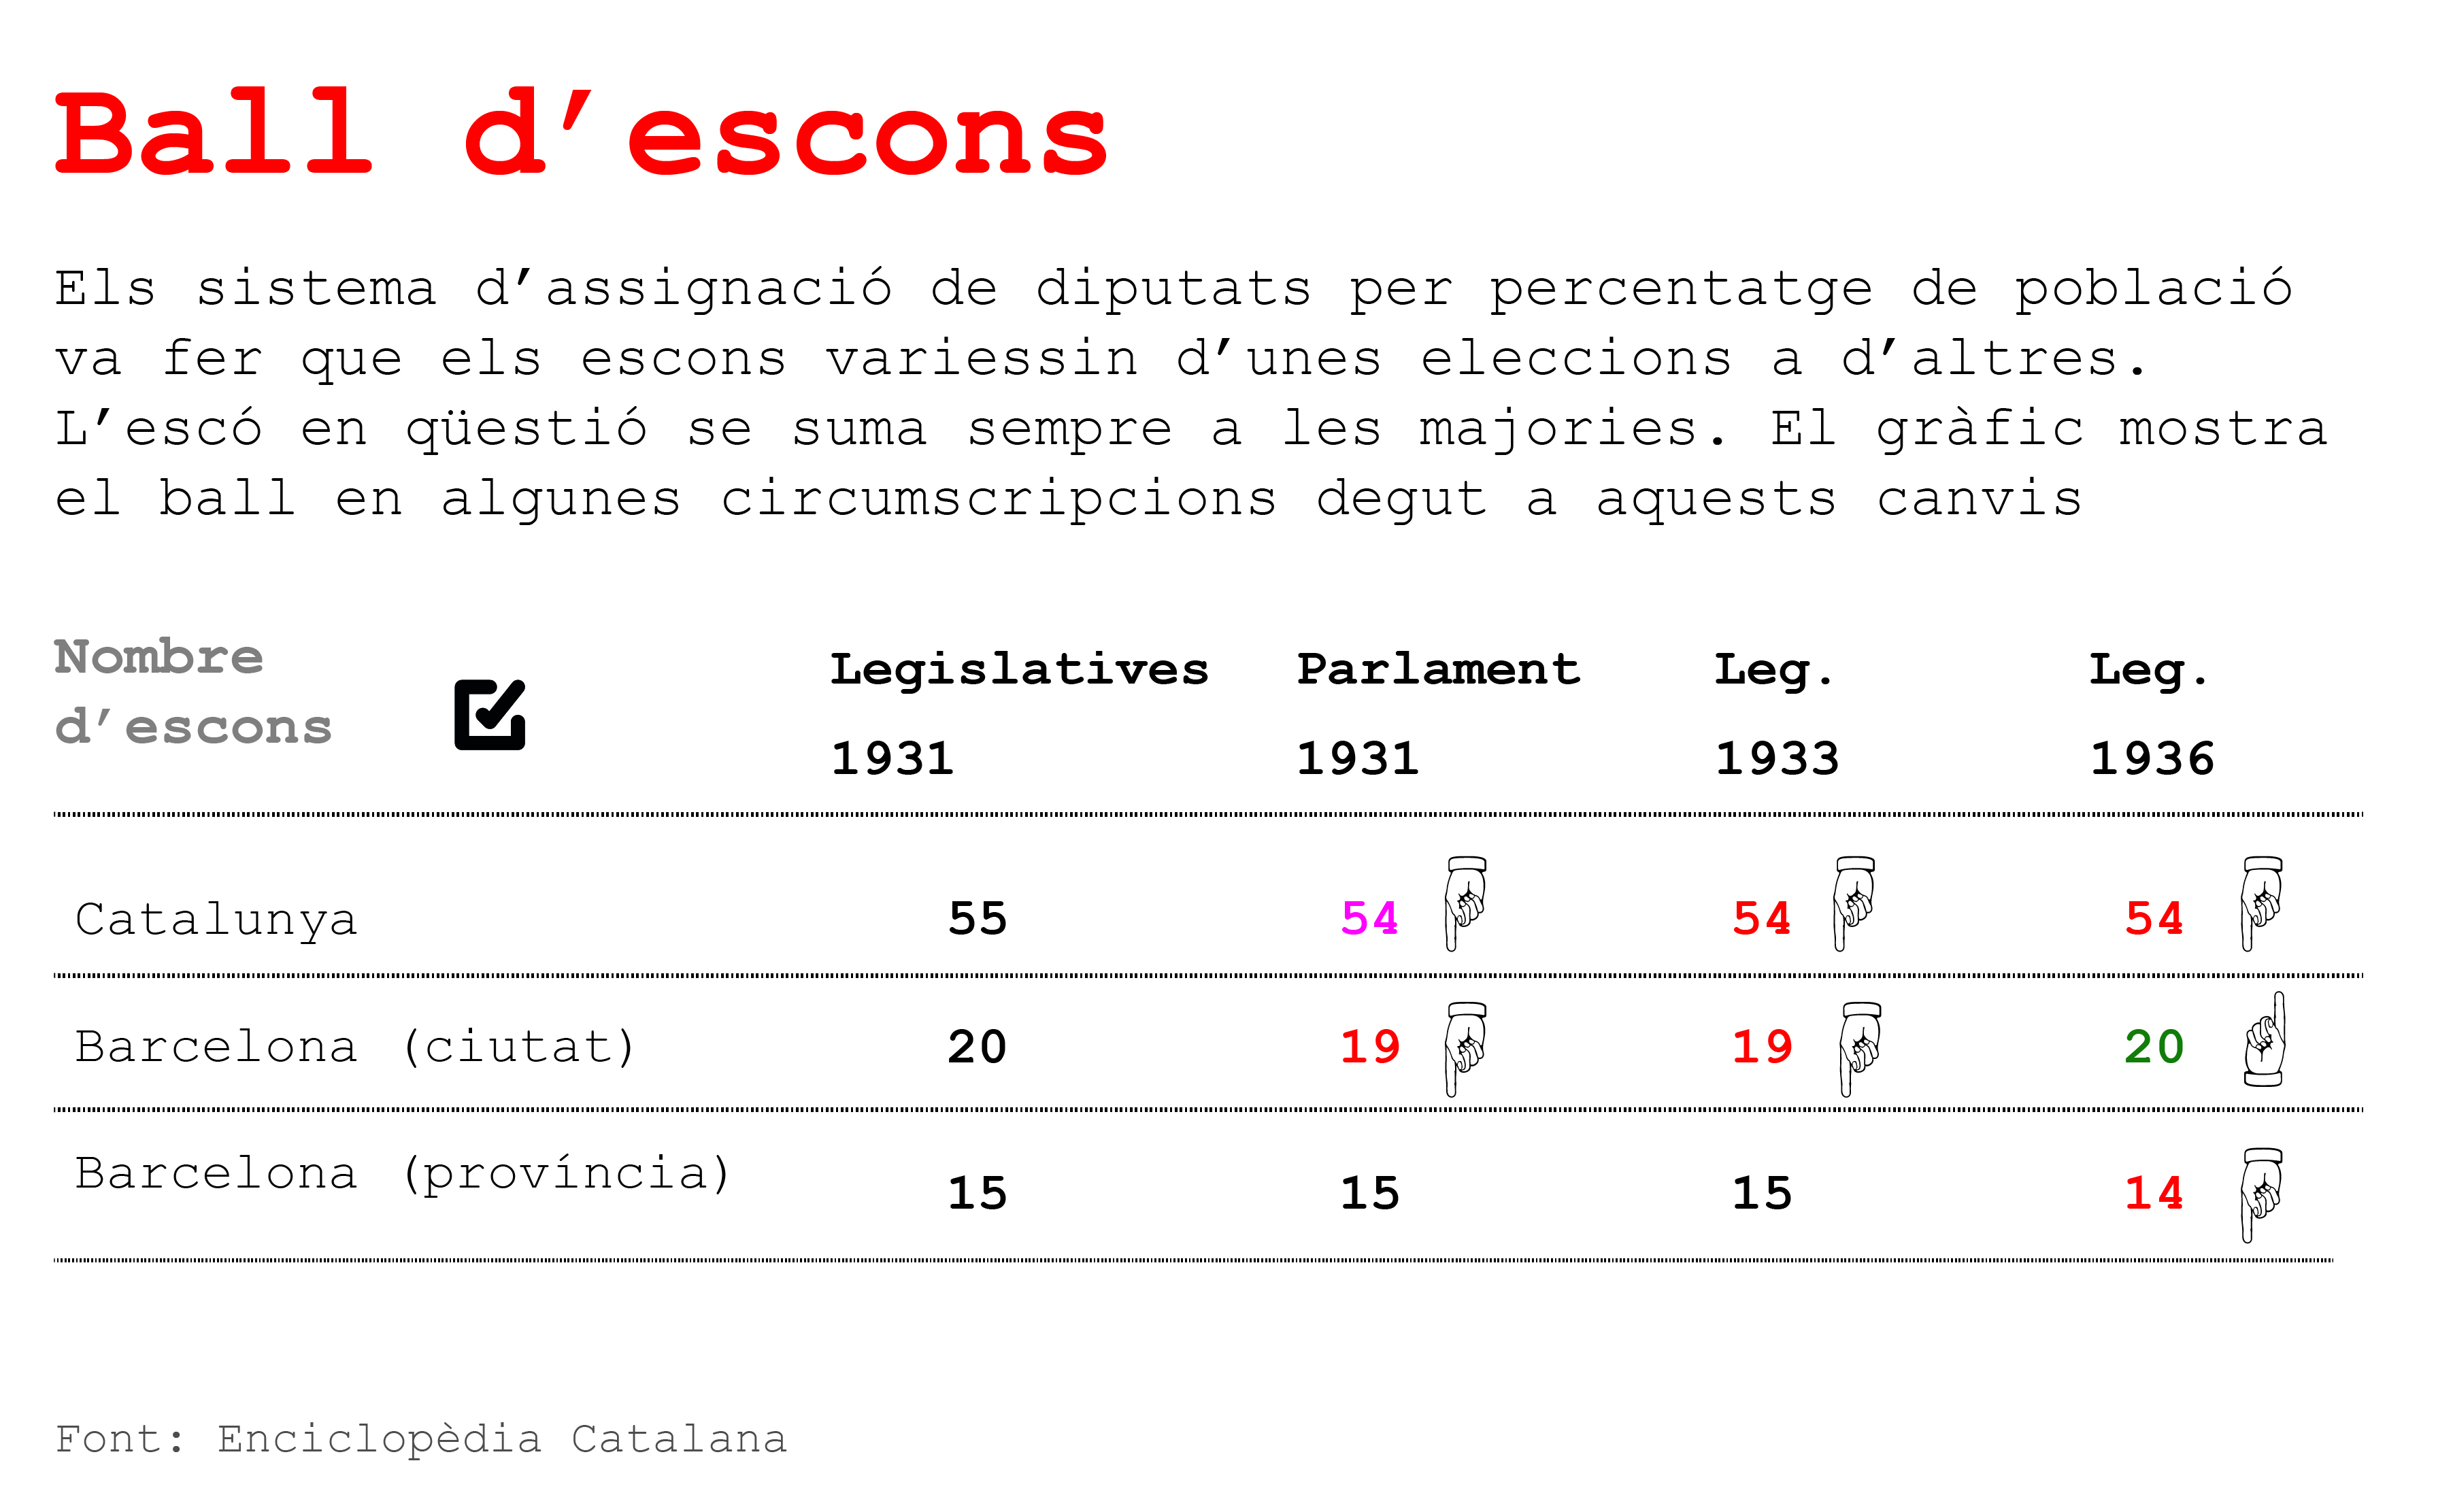 Ball d’escons
Els sistema d’assignació de diputats per percentatge de població
va fer que els escons variessin d’unes eleccions a d’altres.
L’escó en qüestió se suma sempre a les majories. El gràfic mostra
el ball en algunes circumscripcions degut a aquests canvis
Nombre
d’escons
Legislatives Parlament Leg. Leg.
1931 1931 1933 1936
Catalunya 55 54 54 54
Barcelona (ciutat) 20 19 19 20
Barcelona (província) 15 15 15 14
Font: Enciclopèdia Catalana